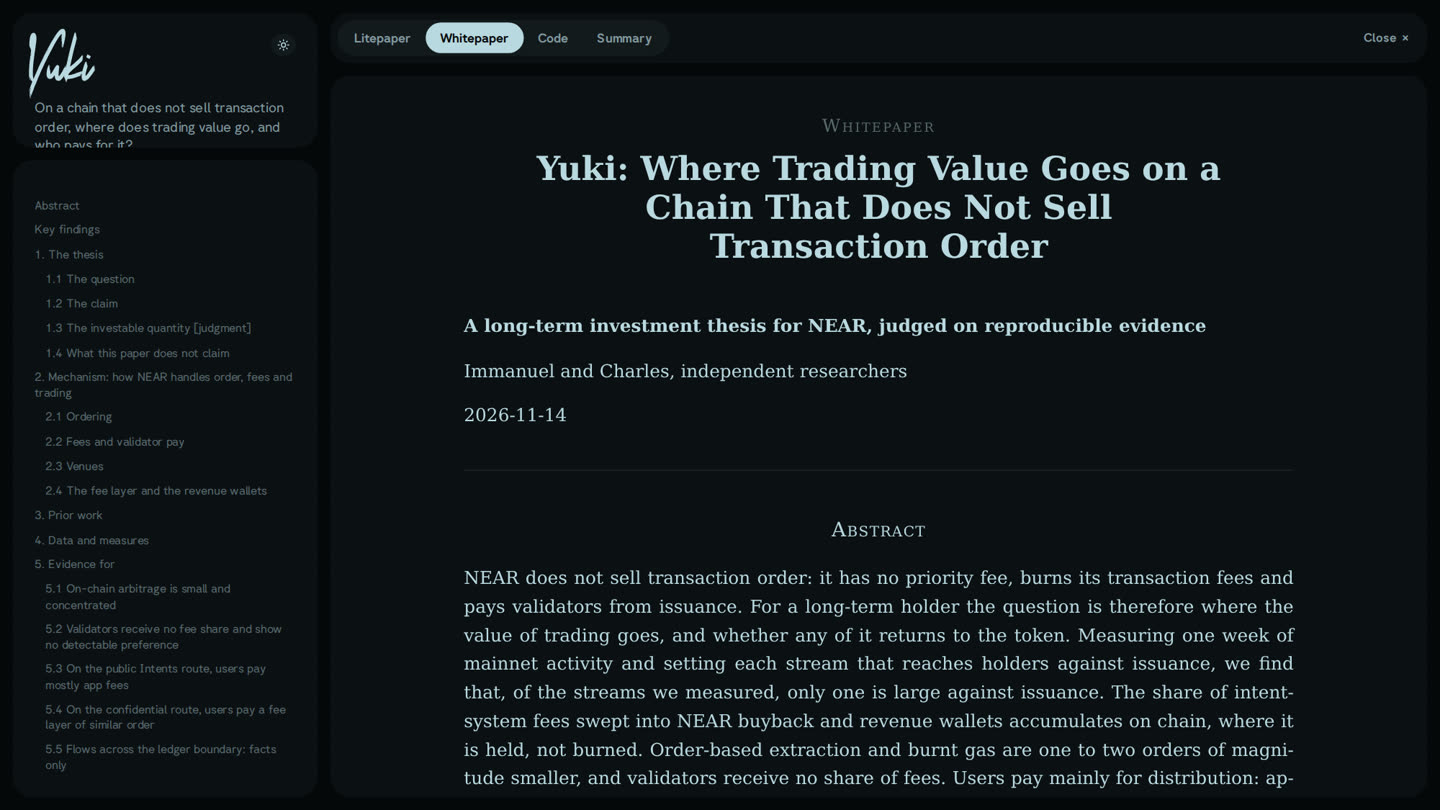 Yuki
On a chain that does not sell transaction
order, where does trading value go, and
who pays for it?
Abstract
Key findings
1. The thesis
1.1 The question
1.2 The claim
1.3 The investable quantity [judgment]
1.4 What this paper does not claim
2. Mechanism: how NEAR handles order, fees and
trading
2.1 Ordering
2.2 Fees and validator pay
2.3 Venues
2.4 The fee layer and the revenue wallets
3. Prior work
4. Data and measures
5. Evidence for
5.1 On-chain arbitrage is small and
concentrated
5.2 Validators receive no fee share and show
no detectable preference
5.3 On the public Intents route, users pay
mostly app fees
5.4 On the confidential route, users pay a fee
layer of similar order
5.5 Flows across the ledger boundary: facts
only
Litepaper
Whitepaper
Code
Summary
Close ×
Whitepaper
Yuki: Where Trading Value Goes on a
Chain That Does Not Sell
Transaction Order
A long-term investment thesis for NEAR, judged on reproducible evidence
Immanuel and Charles, independent researchers
2026-11-14
Abstract
NEAR does not sell transaction order: it has no priority fee, burns its transaction fees and
pays validators from issuance. For a long-term holder the question is therefore where the
value of trading goes, and whether any of it returns to the token. Measuring one week of
mainnet activity and setting each stream that reaches holders against issuance, we find
that, of the streams we measured, only one is large against issuance. The share of intent-
system fees swept into NEAR buyback and revenue wallets accumulates on chain, where it
is held, not burned. Order-based extraction and burnt gas are one to two orders of magni-
tude smaller, and validators receive no share of fees. Users pay mainly for distribution: ap-